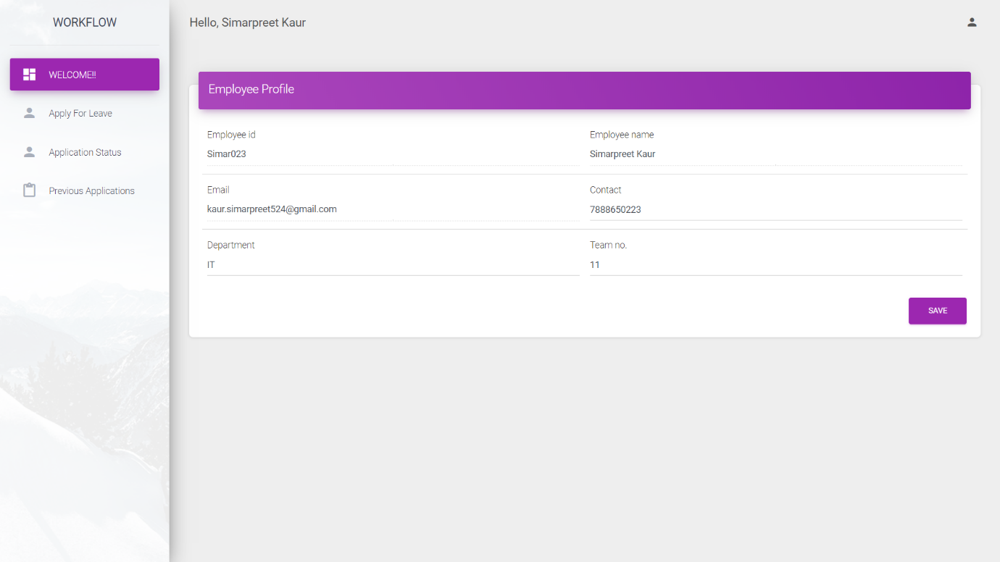 WORKFLOW
WELCOME!!
Apply For Leave
Application Status
Previous Applications
Hello, Simarpreet Kaur
Employee Profile
Employee id
Simar023
Employee name
Simarpreet Kaur
Email
kaur.simarpreet524@gmail.com
Contact
7888650223
Department
IT
Team no.
11
SAVE